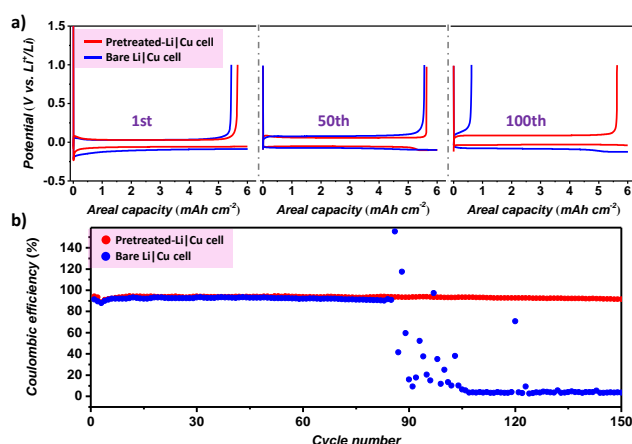 a)
1.5
1.0
0.5
0.0
-0.5
Potential (V vs. Li⁺/Li)
Pretreated-Li|Cu cell
Bare Li|Cu cell
1st
50th
100th
0 1 2 3 4 5 6
0 1 2 3 4 5 6
0 1 2 3 4 5 6
Areal capacity (mAh cm⁻²)
Areal capacity (mAh cm⁻²)
Areal capacity (mAh cm⁻²)
b)
Pretreated-Li|Cu cell
Bare Li|Cu cell
140
120
100
80
60
40
20
0
Coulombic efficiency (%)
0 30 60 90 120 150
Cycle number